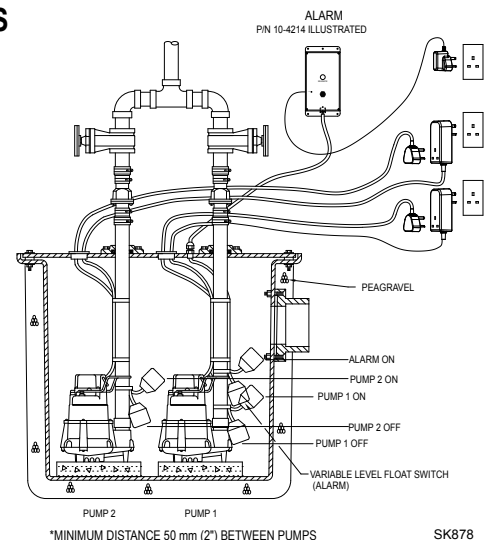 S
ALARM
P/N 10-4214 ILLUSTRATED
PEAGRAVEL
ALARM ON
PUMP 2 ON
PUMP 1 ON
PUMP 2 OFF
PUMP 1 OFF
VARIABLE LEVEL FLOAT SWITCH
(ALARM)
PUMP 2
PUMP 1
*MINIMUM DISTANCE 50 mm (2") BETWEEN PUMPS
SK878